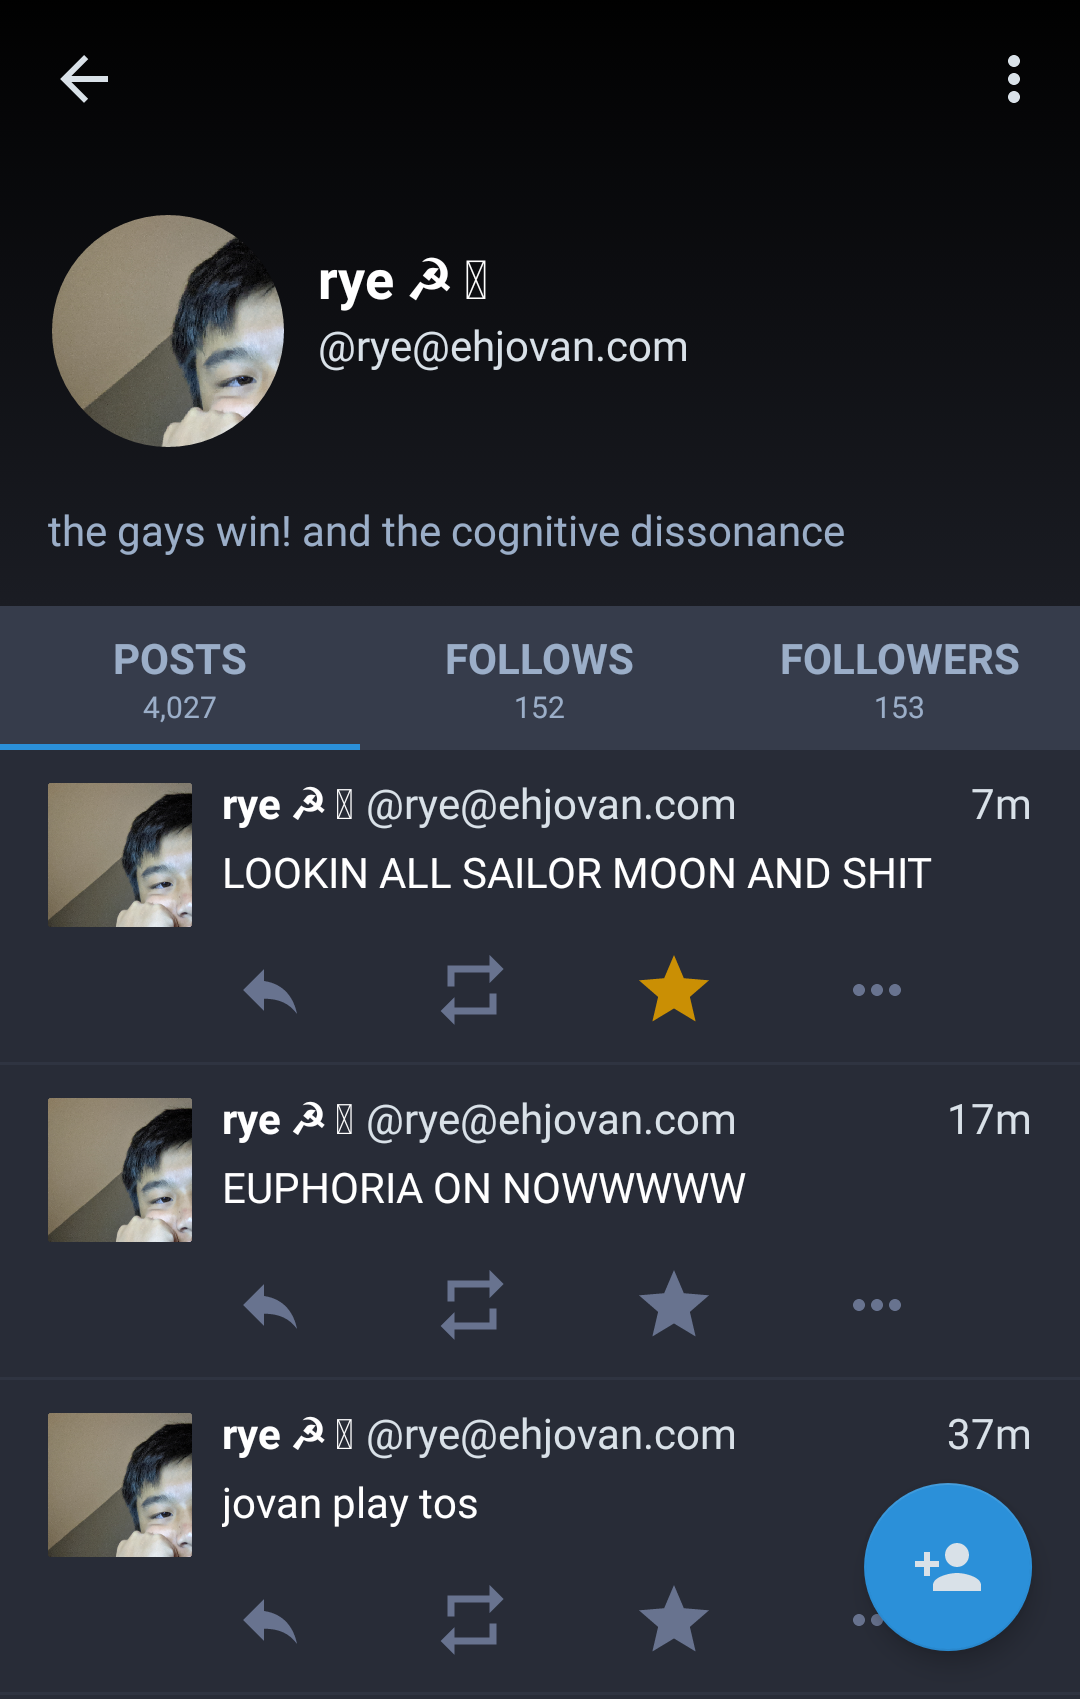 rye ☭
@rye@ehjovan.com
the gays win! and the cognitive dissonance
POSTS FOLLOWS FOLLOWERS
4,027 152 153
rye ☭ @rye@ehjovan.com 7m
LOOKIN ALL SAILOR MOON AND SHIT
rye ☭ @rye@ehjovan.com 17m
EUPHORIA ON NOWWWWW
rye ☭ @rye@ehjovan.com 37m
jovan play tos